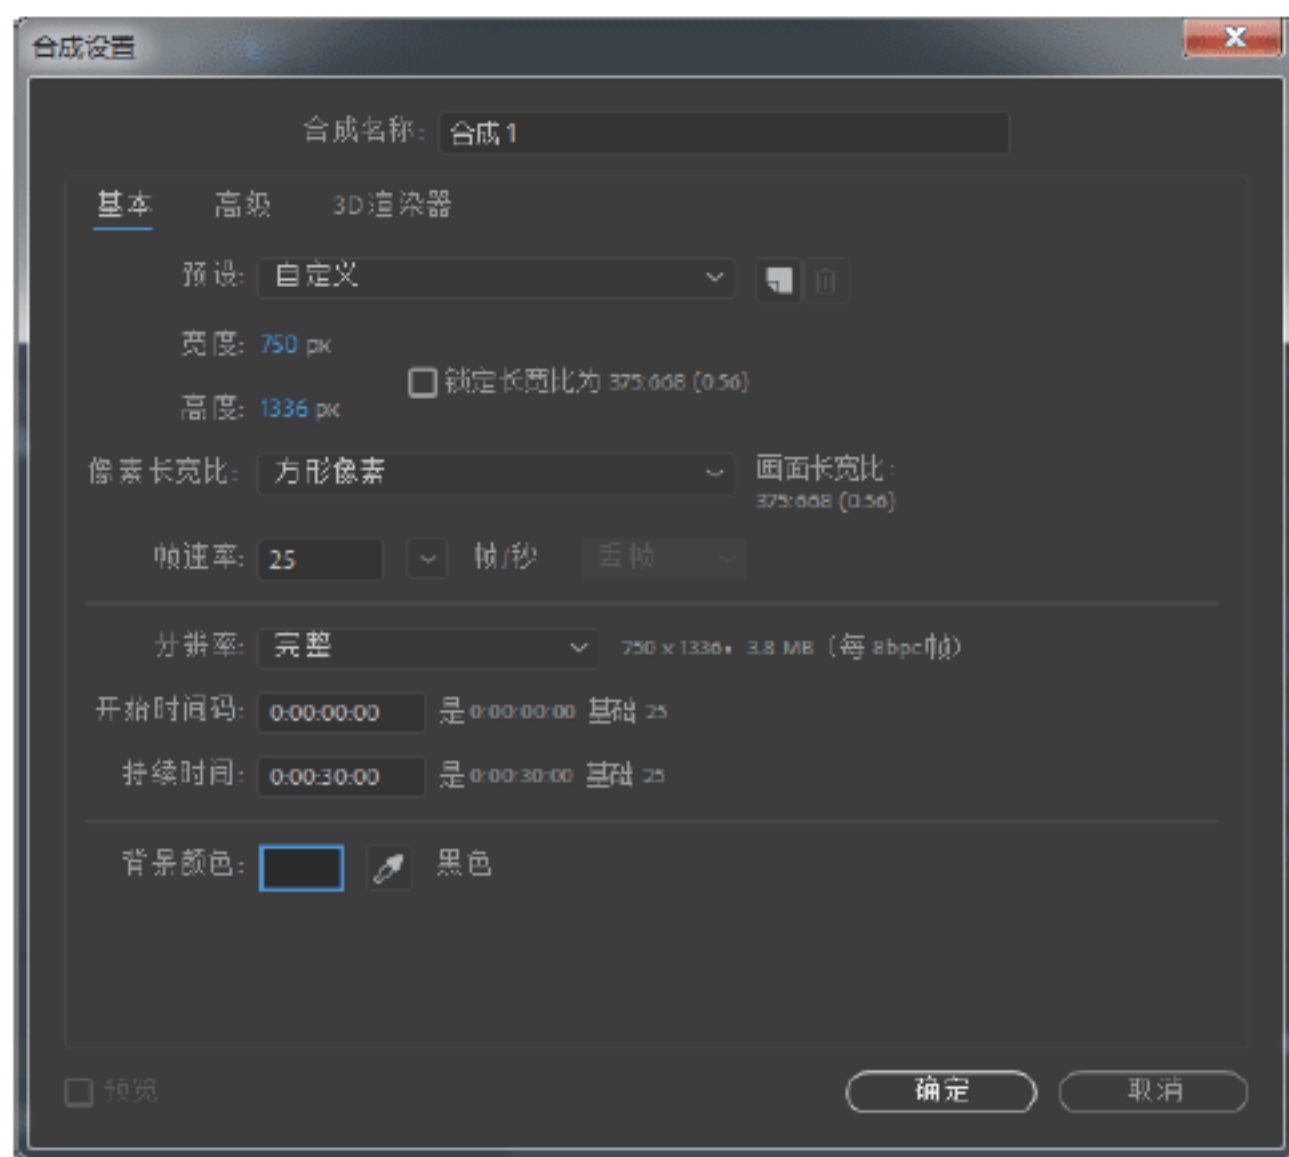 合成设置
合成名称: 合成 1
基本 高级 3D渲染器
预设: 自定义
宽度: 750 px
锁定长宽比为 375:668 (0.56)
高度: 1336 px
像素长宽比: 方形像素 画面长宽比:
375:668 (0.56)
帧速率: 25 帧/秒 丢帧
分辨率: 完整 750 x 1336, 3.8 MB (每 8bpc帧)
开始时间码: 0:00:00:00 是 0:00:00:00 基础 25
持续时间: 0:00:30:00 是 0:00:30:00 基础 25
背景颜色: 黑色
预览 确定 取消